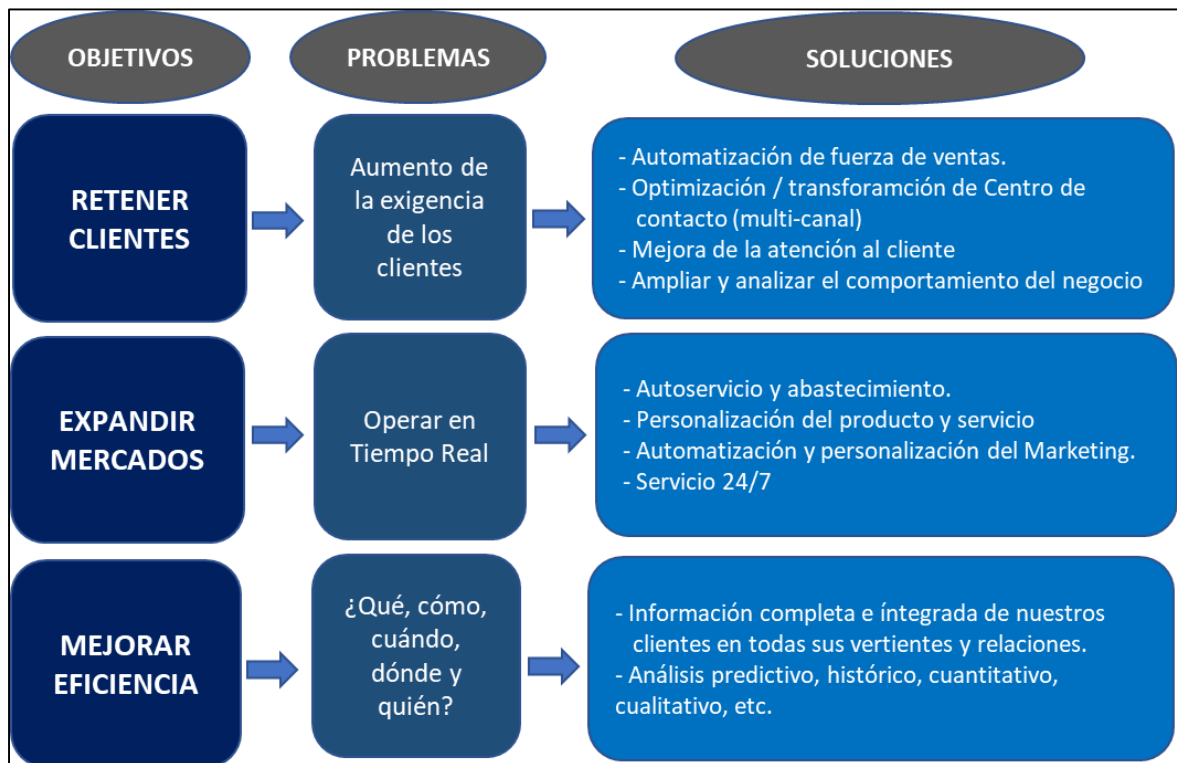 OBJETIVOS
PROBLEMAS
SOLUCIONES
RETENER
CLIENTES
Aumento de
la exigencia
de los
clientes
- Automatización de fuerza de ventas.
- Optimización / transforamción de Centro de
contacto (multi-canal)
- Mejora de la atención al cliente
- Ampliar y analizar el comportamiento del negocio
EXPANDIR
MERCADOS
Operar en
Tiempo Real
- Autoservicio y abastecimiento.
- Personalización del producto y servicio
- Automatización y personalización del Marketing.
- Servicio 24/7
MEJORAR
EFICIENCIA
¿Qué, cómo,
cuándo,
dónde y
quién?
- Información completa e íntegrada de nuestros
clientes en todas sus vertientes y relaciones.
- Análisis predictivo, histórico, cuantitativo,
cualitativo, etc.